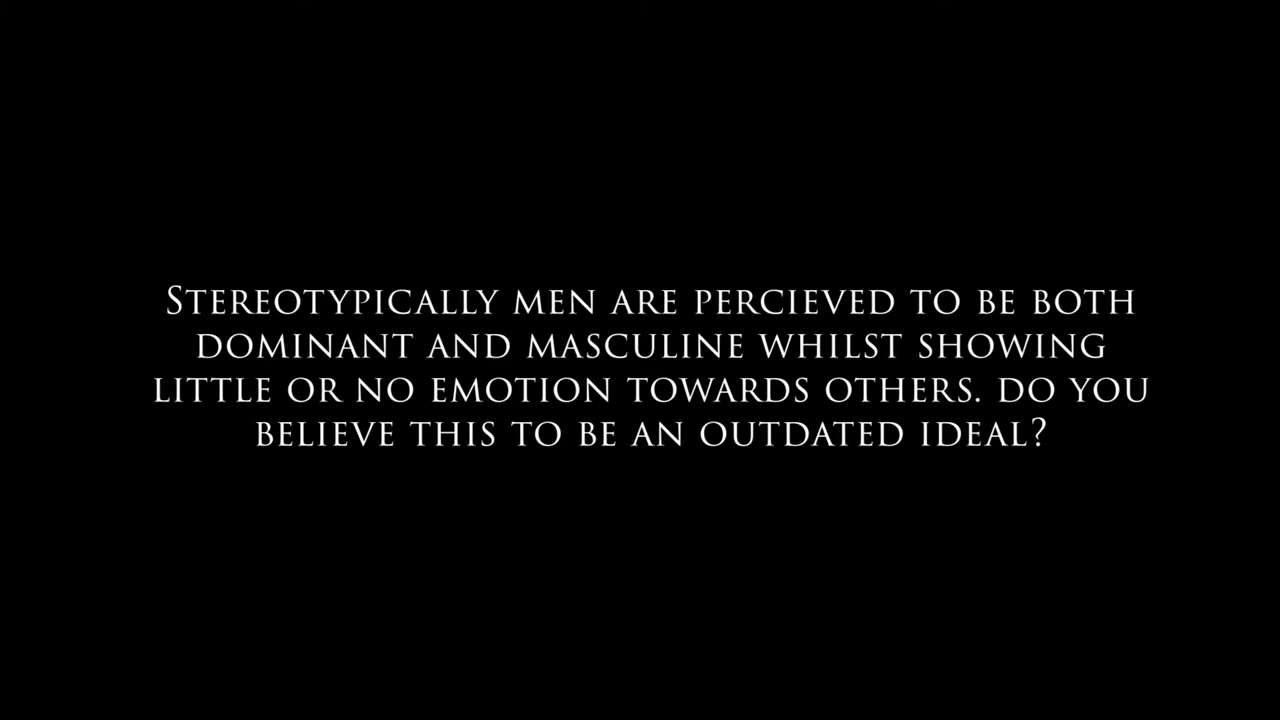 Stereotypically men are percieved to be both
dominant and masculine whilst showing
little or no emotion towards others. do you
believe this to be an outdated ideal?